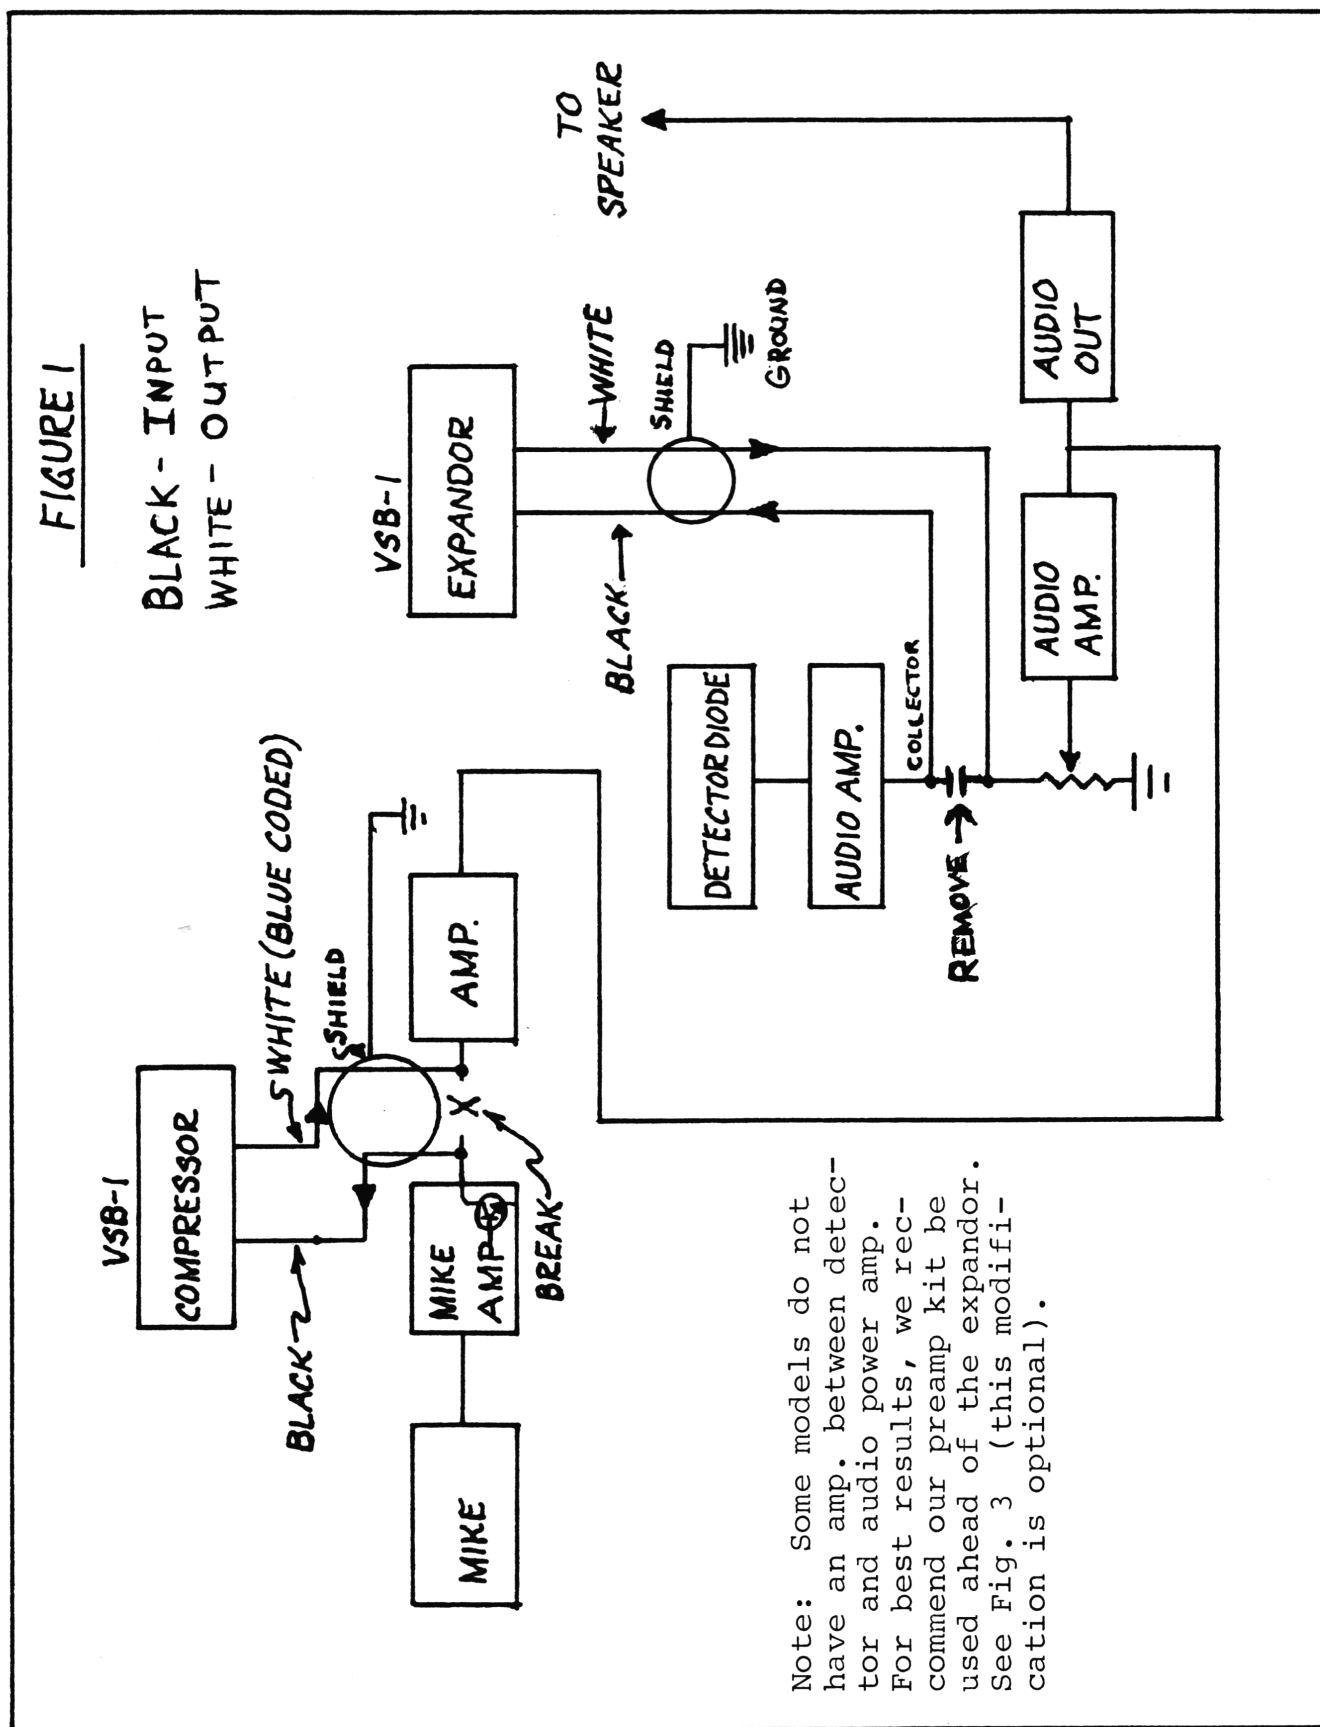 FIGURE 1
BLACK - INPUT
WHITE - OUTPUT
VSB-1
COMPRESSOR
BLACK
WHITE (BLUE CODED)
SHIELD
MIKE
MIKE
AMP
X
BREAK
AMP.
VSB-1
EXPANDOR
BLACK
WHITE
SHIELD
GROUND
TO
SPEAKER
DETECTOR DIODE
AUDIO AMP.
COLLECTOR
REMOVE
AUDIO
AMP.
AUDIO
OUT
Note: Some models do not
have an amp. between detec-
tor and audio power amp.
For best results, we rec-
commend our preamp kit be
used ahead of the expandor.
See Fig. 3 (this modifi-
cation is optional).